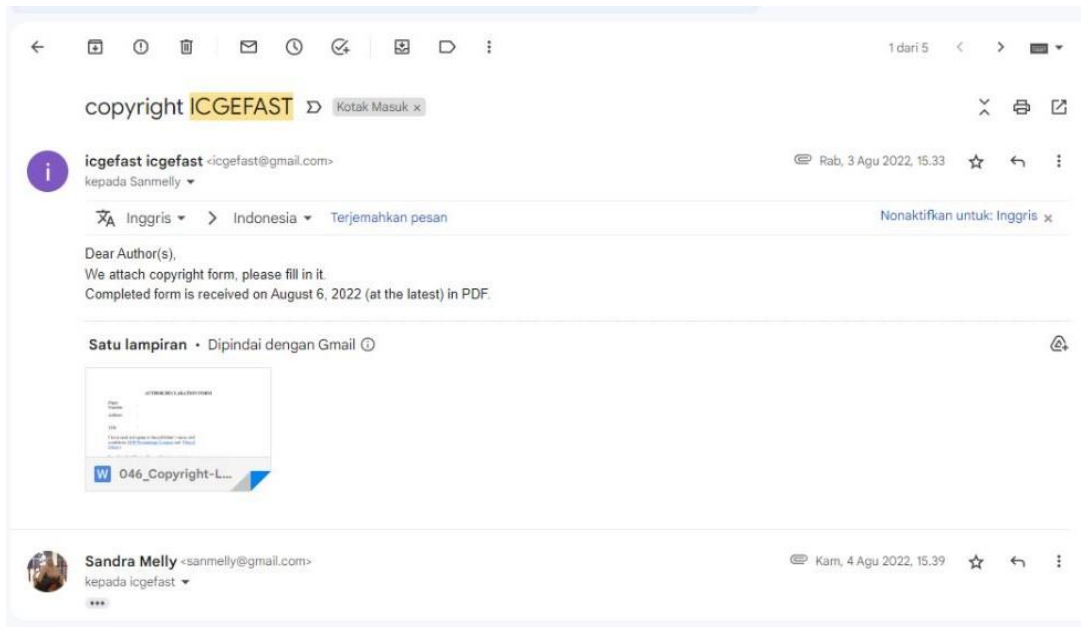 1 dari 5
copyright ICGEFAST Kotak Masuk ×
icgefast icgefast <icgefast@gmail.com> Rab, 3 Agu 2022, 15.33
kepada Sanmelly
Inggris Indonesia Terjemahkan pesan Nonaktifkan untuk: Inggris ×
Dear Author(s),
We attach copyright form, please fill in it.
Completed form is received on August 6, 2022 (at the latest) in PDF.
Satu lampiran • Dipindai dengan Gmail
AUTHOR DECLARATION FORM
W 046_Copyright-L...
Sandra Melly <sanmelly@gmail.com> Kam, 4 Agu 2022, 15.39
kepada icgefast